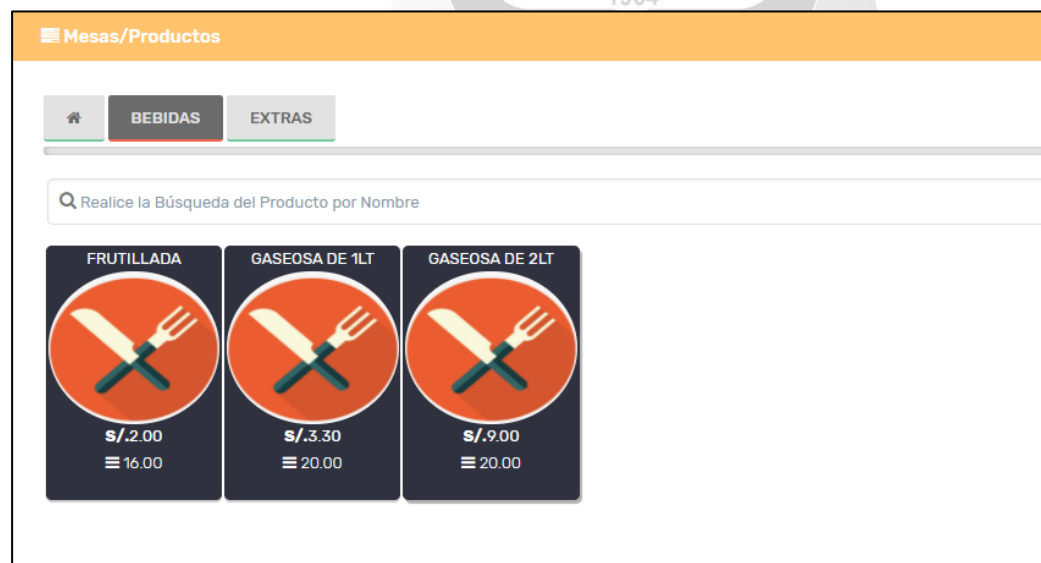 Mesas/Productos
BEBIDAS
EXTRAS
Realice la Búsqueda del Producto por Nombre
FRUTILLADA
GASEOSA DE 1LT
GASEOSA DE 2LT
S/.2.00
S/.3.30
S/.9.00
16.00
20.00
20.00